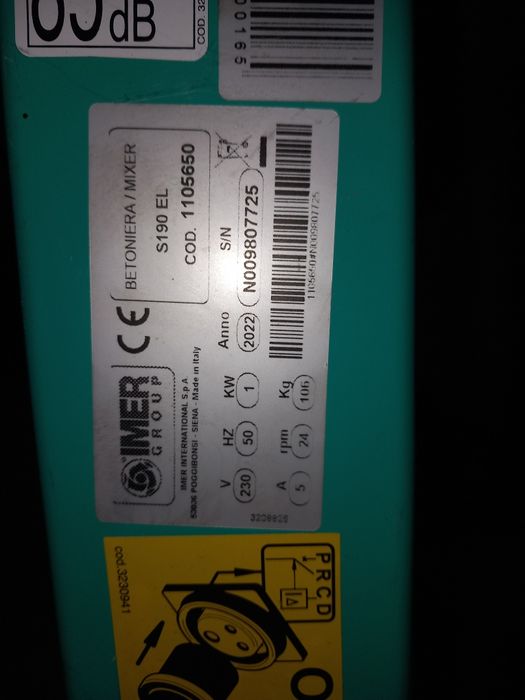 dB
COD. 32
00165
IMER
GROUP
CE
BETONIERA / MIXER
S190 EL
COD. 1105650
IMER INTERNATIONAL S.P.A.
53036 POGGIBONSI - SIENA - Made in Italy
V HZ KW Anno S/N
230 50 1 2022 N009807725
A rpm Kg
5 24 106
1105650#N009807725
cod.3230941
PRCD